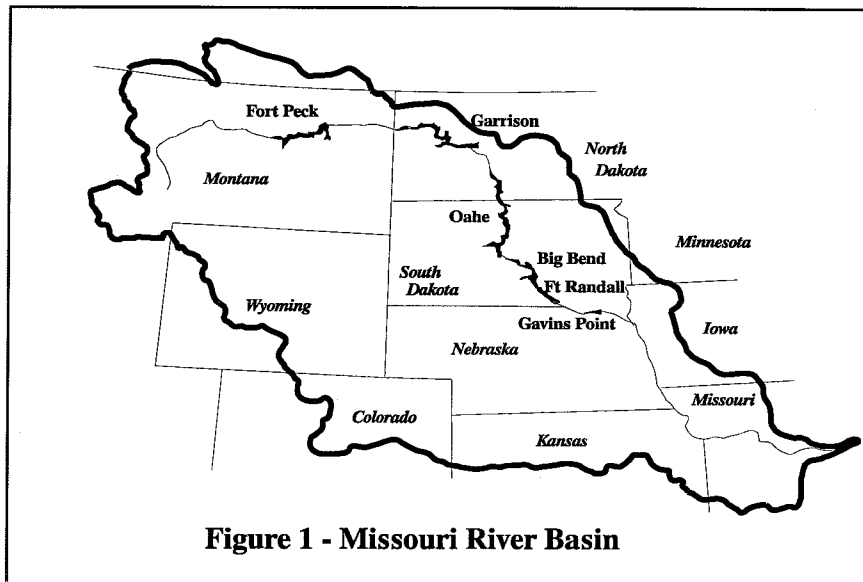 Fort Peck
Garrison
North
Dakota
Montana
Oahe
Minnesota
Big Bend
South
Dakota
Ft Randall
Wyoming
Gavins Point
Iowa
Nebraska
Missouri
Colorado
Kansas
Figure 1 - Missouri River Basin